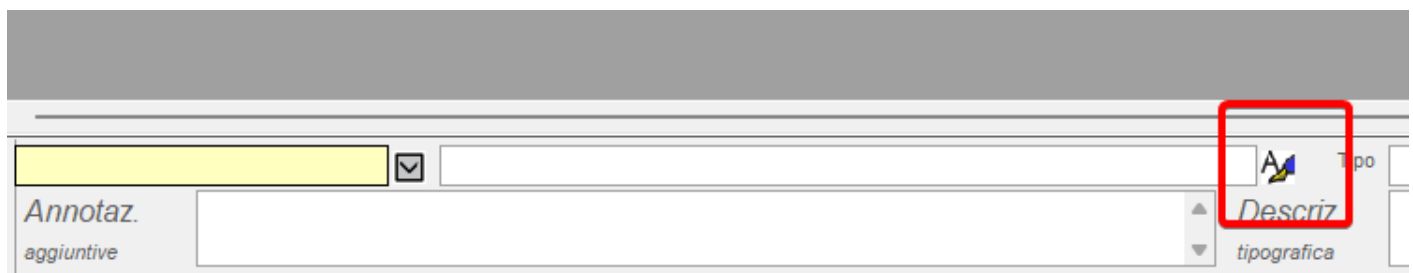 Tipo
Annotaz.
Descriz
aggiuntive
tipografica